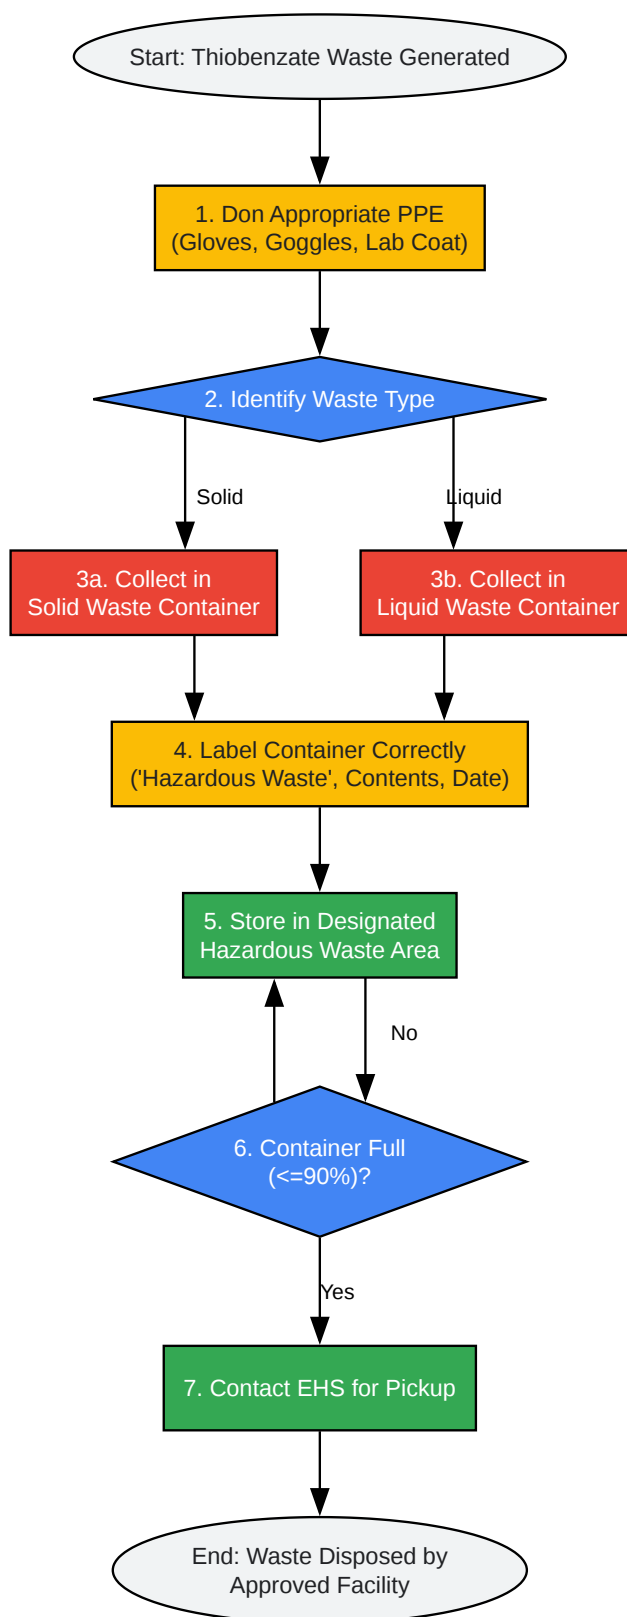 Start: Thiobenzate Waste Generated
1. Don Appropriate PPE
(Gloves, Goggles, Lab Coat)
2. Identify Waste Type
Solid
Liquid
3a. Collect in
Solid Waste Container
3b. Collect in
Liquid Waste Container
4. Label Container Correctly
('Hazardous Waste', Contents, Date)
5. Store in Designated
Hazardous Waste Area
No
6. Container Full
(<=90%)?
Yes
7. Contact EHS for Pickup
End: Waste Disposed by
Approved Facility